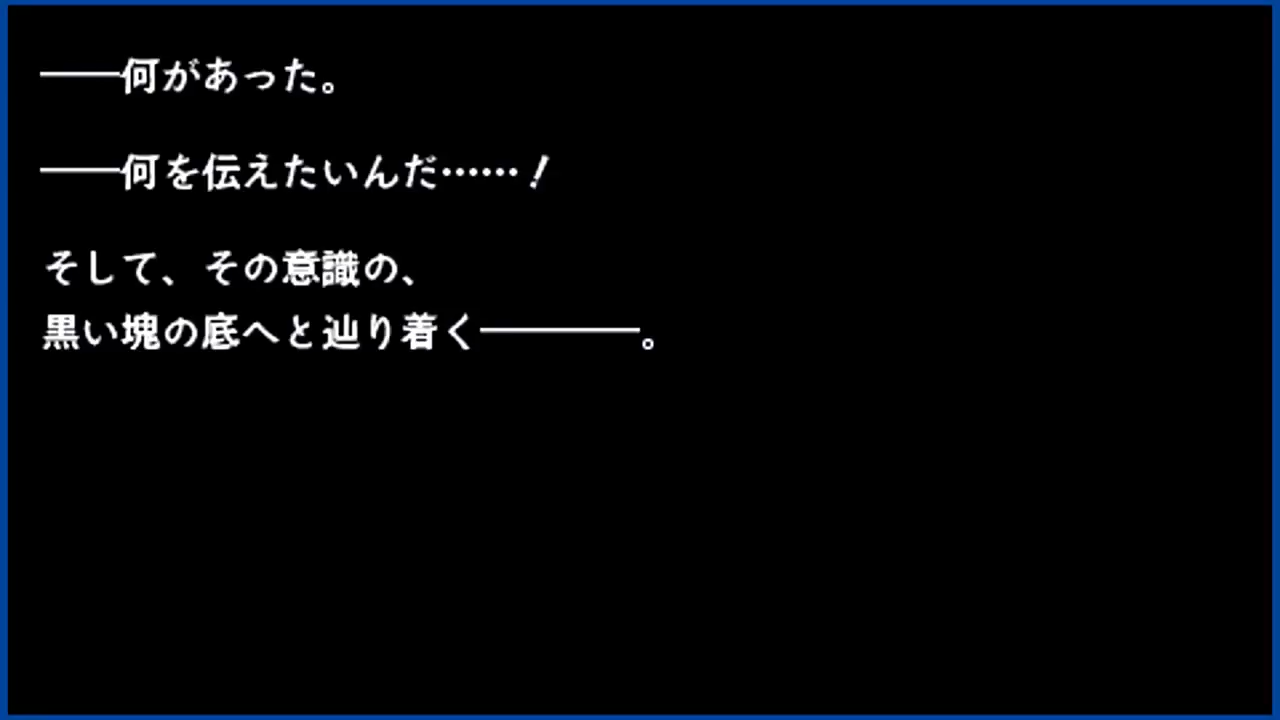 ――何があった。
――何を伝えたいんだ……！
そして、その意識の、
黒い塊の底へと辿り着く――――。